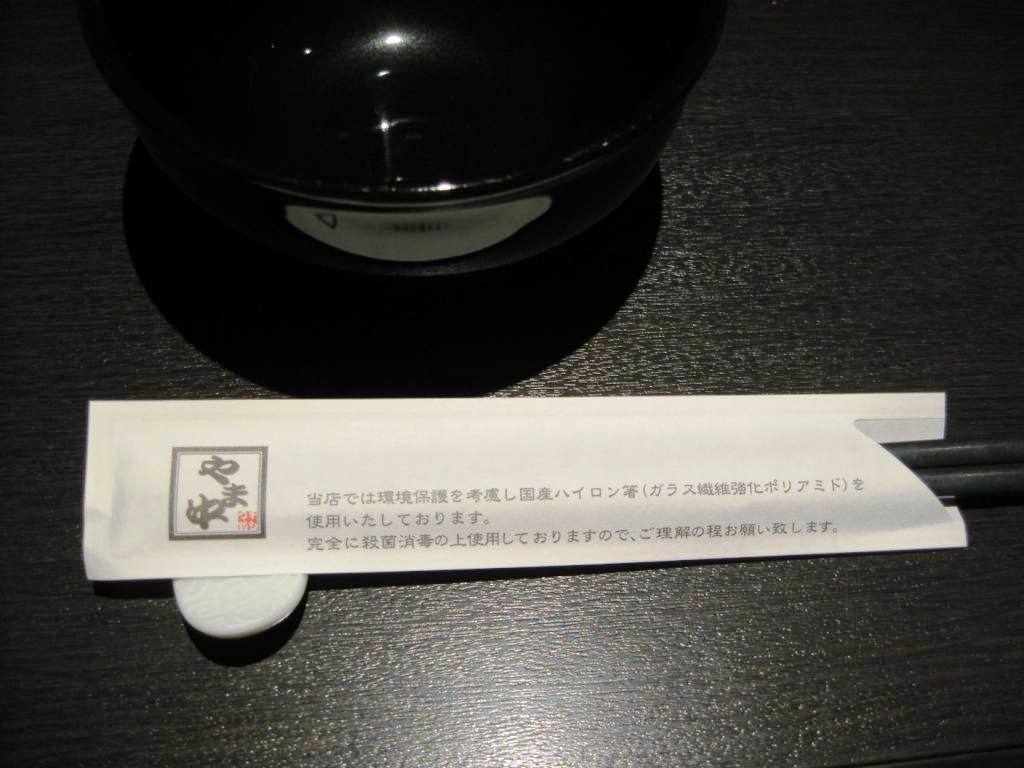 やま中
当店では環境保護を考慮し国産ハイロン箸(ガラス繊維強化ポリアミド)を
使用いたしております。
完全に殺菌消毒の上使用しておりますので、ご理解の程お願い致します。